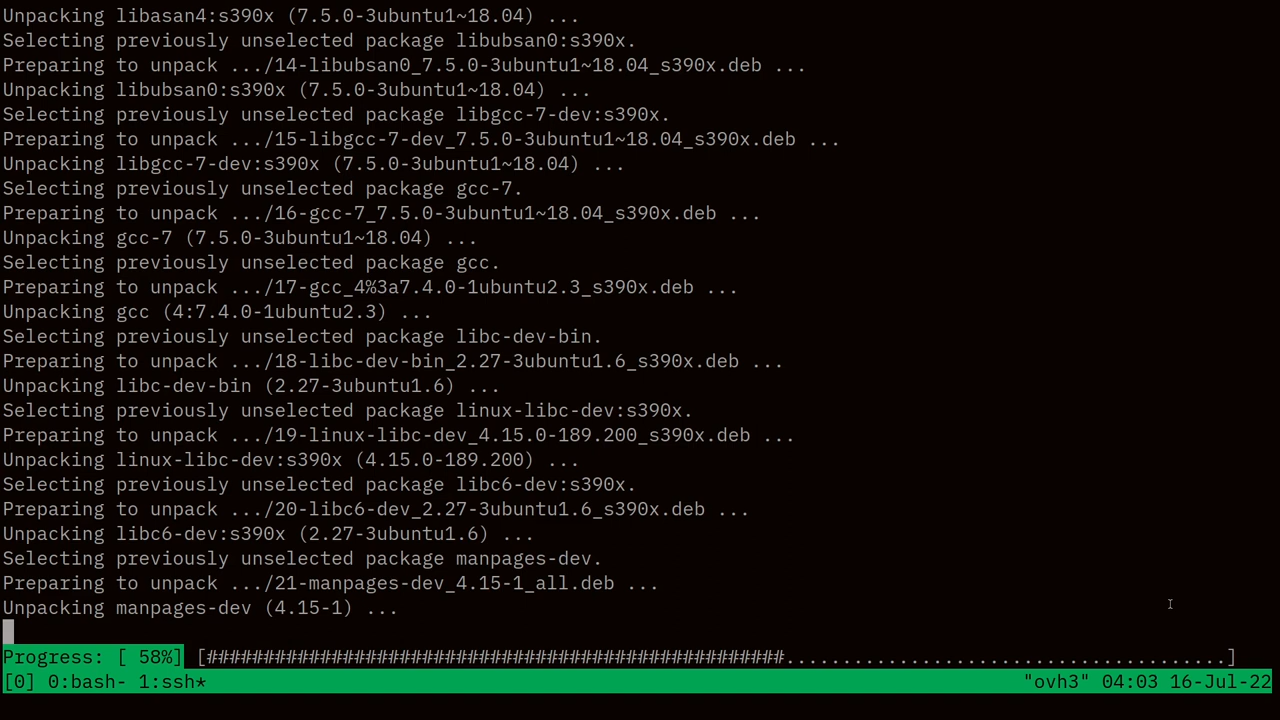 Unpacking libasan4:s390x (7.5.0-3ubuntu1~18.04) ...
Selecting previously unselected package libubsan0:s390x.
Preparing to unpack .../14-libubsan0_7.5.0-3ubuntu1~18.04_s390x.deb ...
Unpacking libubsan0:s390x (7.5.0-3ubuntu1~18.04) ...
Selecting previously unselected package libgcc-7-dev:s390x.
Preparing to unpack .../15-libgcc-7-dev_7.5.0-3ubuntu1~18.04_s390x.deb ...
Unpacking libgcc-7-dev:s390x (7.5.0-3ubuntu1~18.04) ...
Selecting previously unselected package gcc-7.
Preparing to unpack .../16-gcc-7_7.5.0-3ubuntu1~18.04_s390x.deb ...
Unpacking gcc-7 (7.5.0-3ubuntu1~18.04) ...
Selecting previously unselected package gcc.
Preparing to unpack .../17-gcc_4%3a7.4.0-1ubuntu2.3_s390x.deb ...
Unpacking gcc (4:7.4.0-1ubuntu2.3) ...
Selecting previously unselected package libc-dev-bin.
Preparing to unpack .../18-libc-dev-bin_2.27-3ubuntu1.6_s390x.deb ...
Unpacking libc-dev-bin (2.27-3ubuntu1.6) ...
Selecting previously unselected package linux-libc-dev:s390x.
Preparing to unpack .../19-linux-libc-dev_4.15.0-189.200_s390x.deb ...
Unpacking linux-libc-dev:s390x (4.15.0-189.200) ...
Selecting previously unselected package libc6-dev:s390x.
Preparing to unpack .../20-libc6-dev_2.27-3ubuntu1.6_s390x.deb ...
Unpacking libc6-dev:s390x (2.27-3ubuntu1.6) ...
Selecting previously unselected package manpages-dev.
Preparing to unpack .../21-manpages-dev_4.15-1_all.deb ...
Unpacking manpages-dev (4.15-1) ...
Progress: [ 58%] [###################################################.......................................]
[0] 0:bash- 1:ssh* "ovh3" 04:03 16-Jul-22